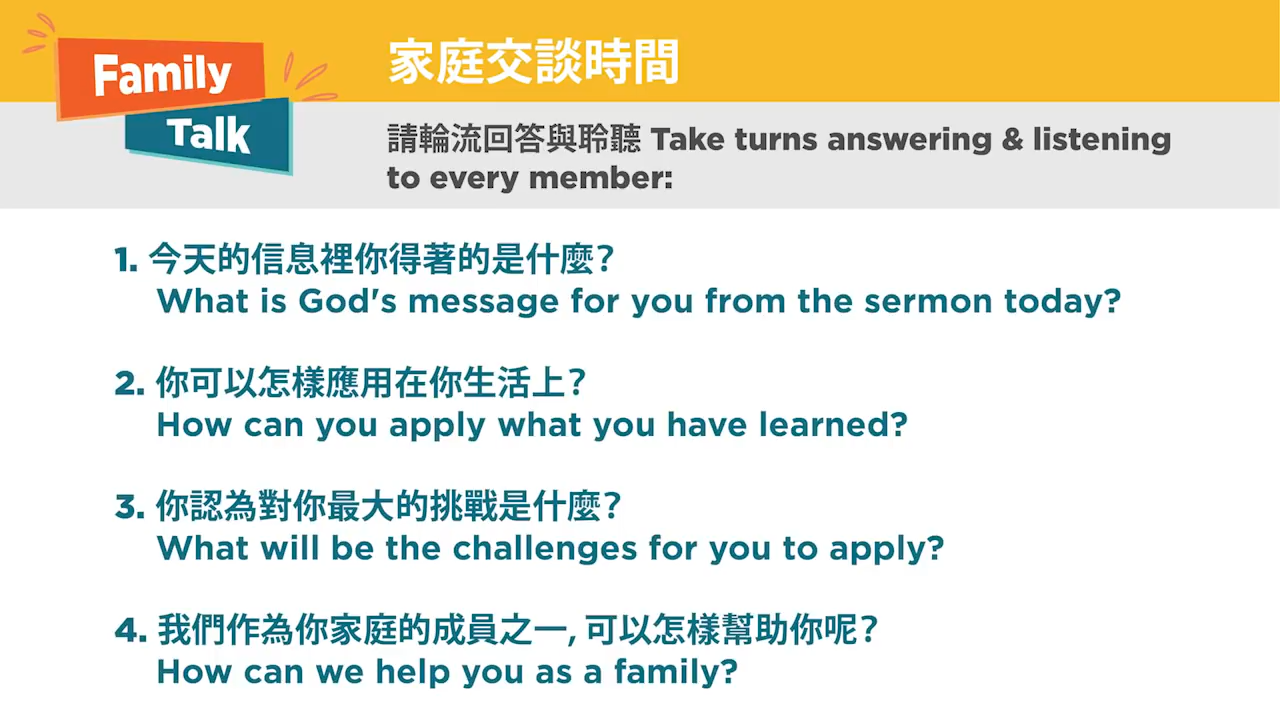 Family
Talk
家庭交談時間
請輪流回答與聆聽 Take turns answering & listening
to every member:
1. 今天的信息裡你得著的是什麼?
What is God's message for you from the sermon today?
2. 你可以怎樣應用在你生活上?
How can you apply what you have learned?
3. 你認為對你最大的挑戰是什麼?
What will be the challenges for you to apply?
4. 我們作為你家庭的成員之一, 可以怎樣幫助你呢?
How can we help you as a family?